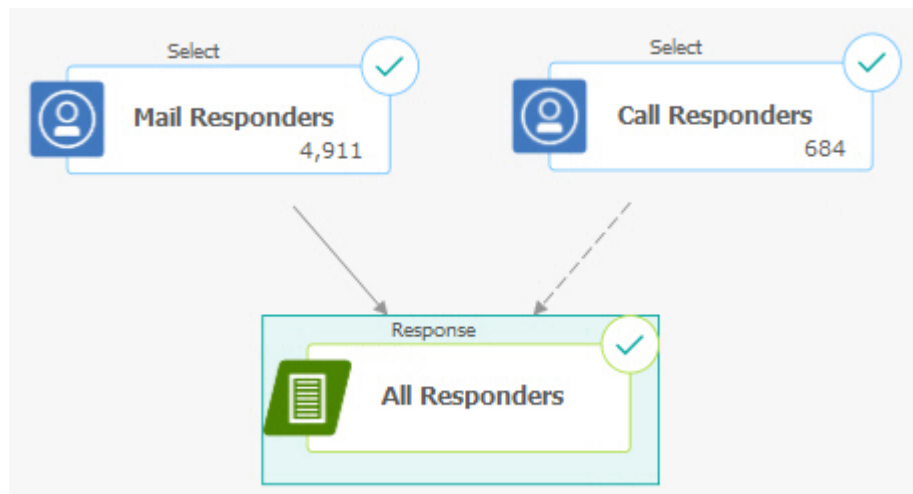 Select
Mail Responders
4,911
Select
Call Responders
684
Response
All Responders